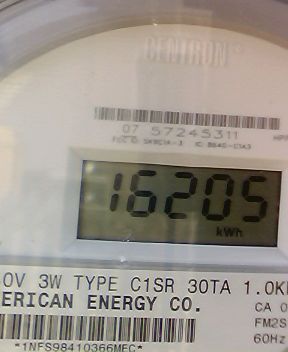 CENTRON®
07 57245311
16205
kWh
0V 3W TYPE C1SR 30TA 1.0K
ERICAN ENERGY CO.
CA 0
FM2S
60Hz
*1NFS98410366MEC*